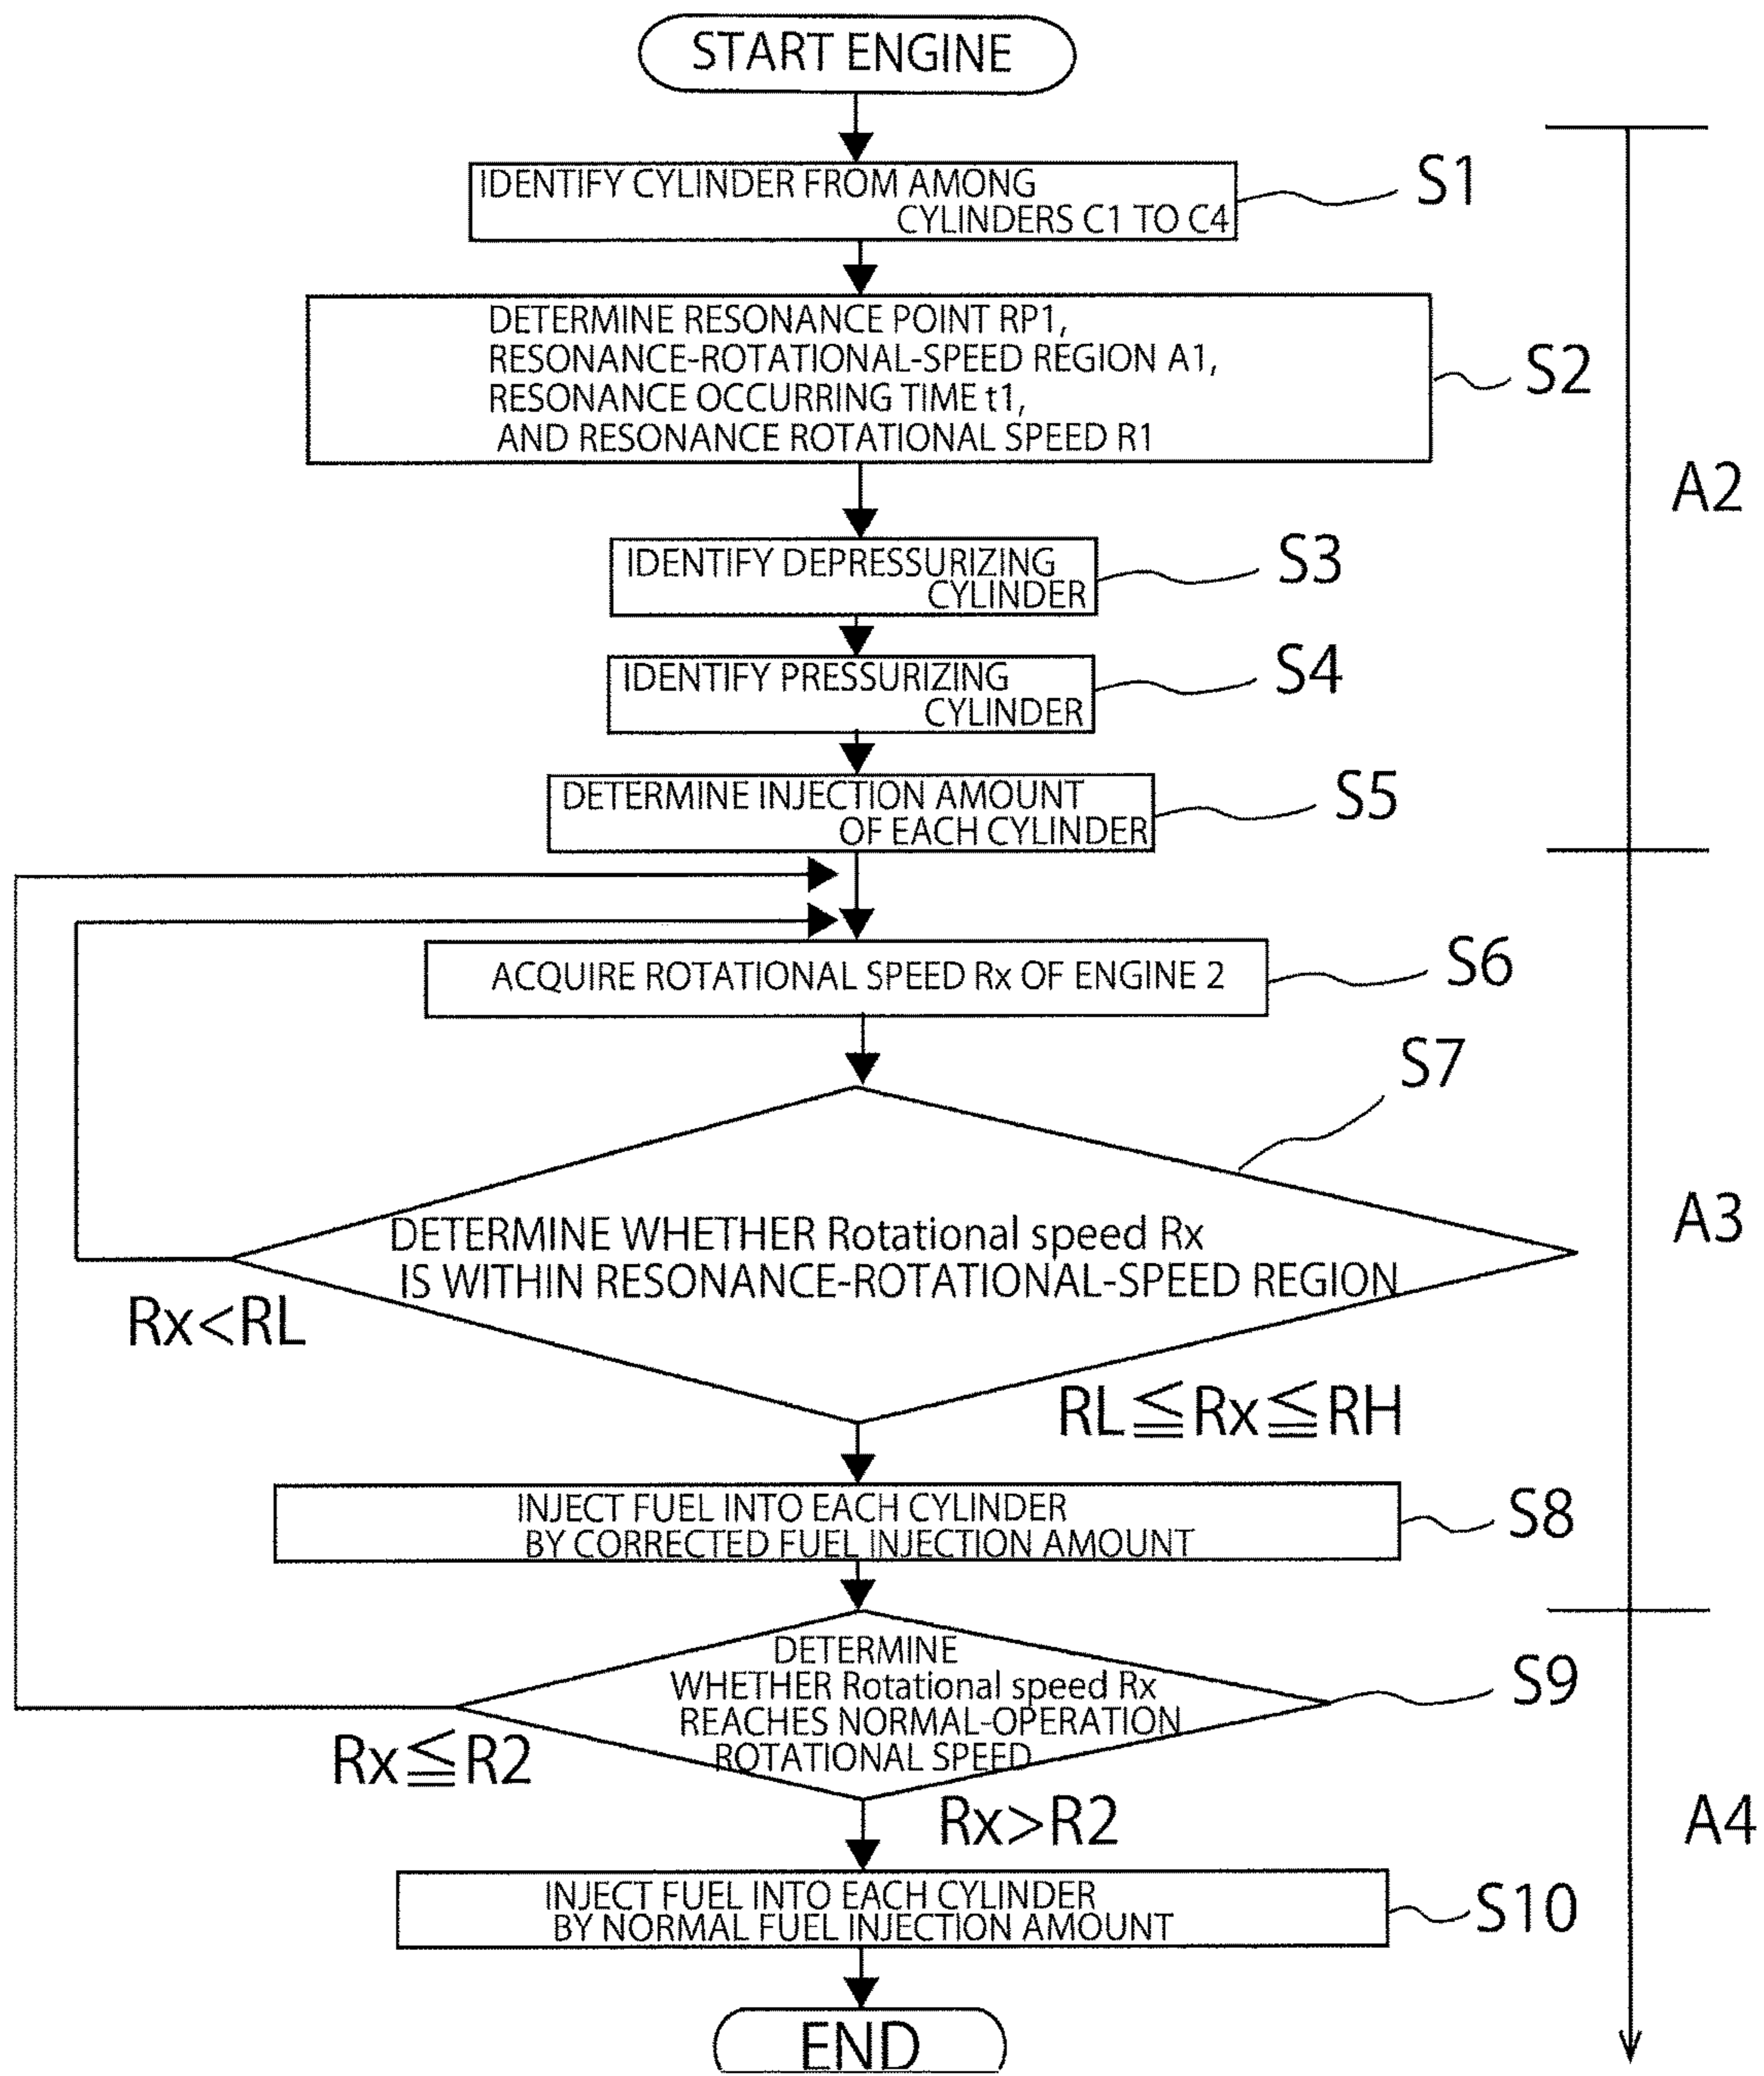 START ENGINE
IDENTIFY CYLINDER FROM AMONG
CYLINDERS C1 TO C4
S1
DETERMINE RESONANCE POINT RP1,
RESONANCE-ROTATIONAL-SPEED REGION A1,
RESONANCE OCCURRING TIME t1,
AND RESONANCE ROTATIONAL SPEED R1
S2
A2
IDENTIFY DEPRESSURIZING
CYLINDER
S3
IDENTIFY PRESSURIZING
CYLINDER
S4
DETERMINE INJECTION AMOUNT
OF EACH CYLINDER
S5
ACQUIRE ROTATIONAL SPEED Rx OF ENGINE 2
S6
S7
DETERMINE WHETHER Rotational speed Rx
IS WITHIN RESONANCE-ROTATIONAL-SPEED REGION
A3
Rx<RL
RL≦Rx≦RH
INJECT FUEL INTO EACH CYLINDER
BY CORRECTED FUEL INJECTION AMOUNT
S8
DETERMINE
WHETHER Rotational speed Rx
REACHES NORMAL-OPERATION
ROTATIONAL SPEED
S9
Rx≦R2
Rx>R2
A4
INJECT FUEL INTO EACH CYLINDER
BY NORMAL FUEL INJECTION AMOUNT
S10
END